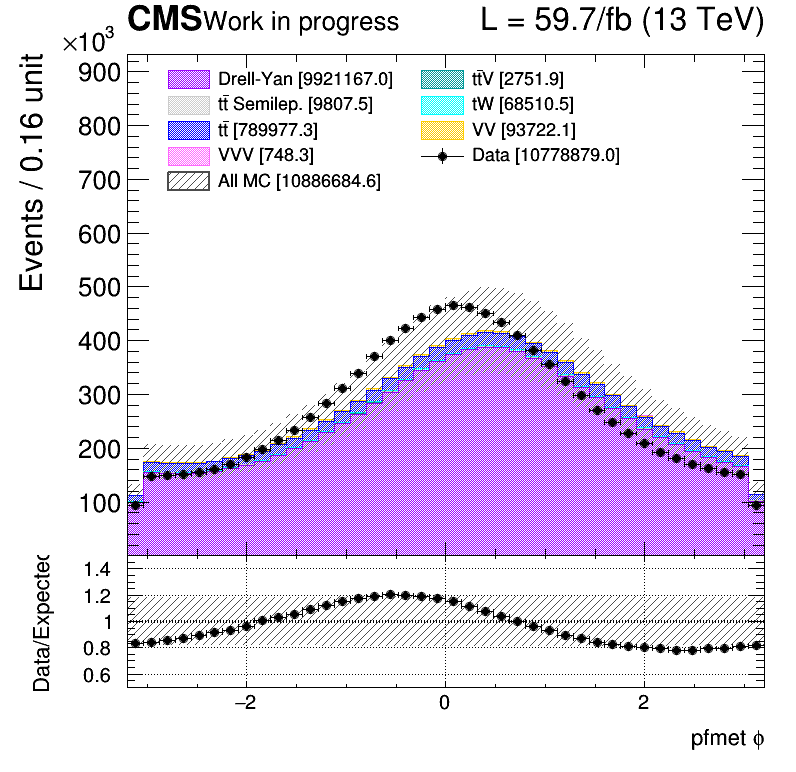 CMS Work in progress L = 59.7/fb (13 TeV)
×10³
Events / 0.16 unit
900
800
700
600
500
400
300
200
100
Drell-Yan [9921167.0]
tt̄ Semilep. [9807.5]
tt̄ [789977.3]
VVV [748.3]
All MC [10886684.6]
tt̄V [2751.9]
tW [68510.5]
VV [93722.1]
Data [10778879.0]
Data/Expected
1.4
1.2
1
0.8
0.6
−2 0 2
pfmet ϕ